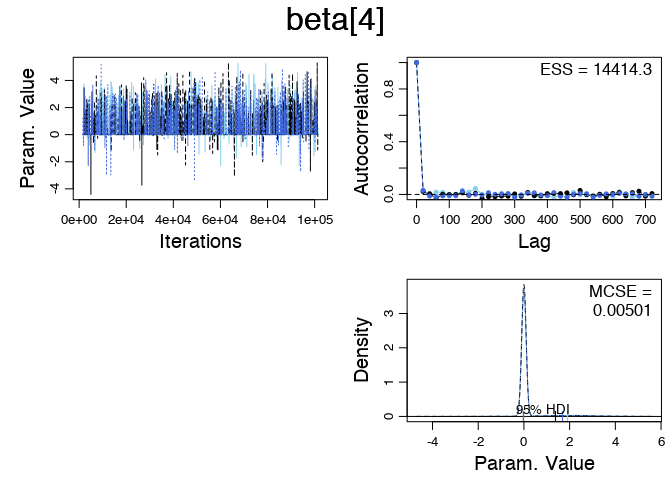 beta[4]
Param. Value
-4
-2
0
2
4
0e+00 2e+04 4e+04 6e+04 8e+04 1e+05
Iterations
Autocorrelation
0.0
0.4
0.8
ESS = 14414.3
0 100 200 300 400 500 600 700
Lag
Density
0
1
2
3
MCSE =
0.00501
95% HDI
-4 -2 0 2 4 6
Param. Value